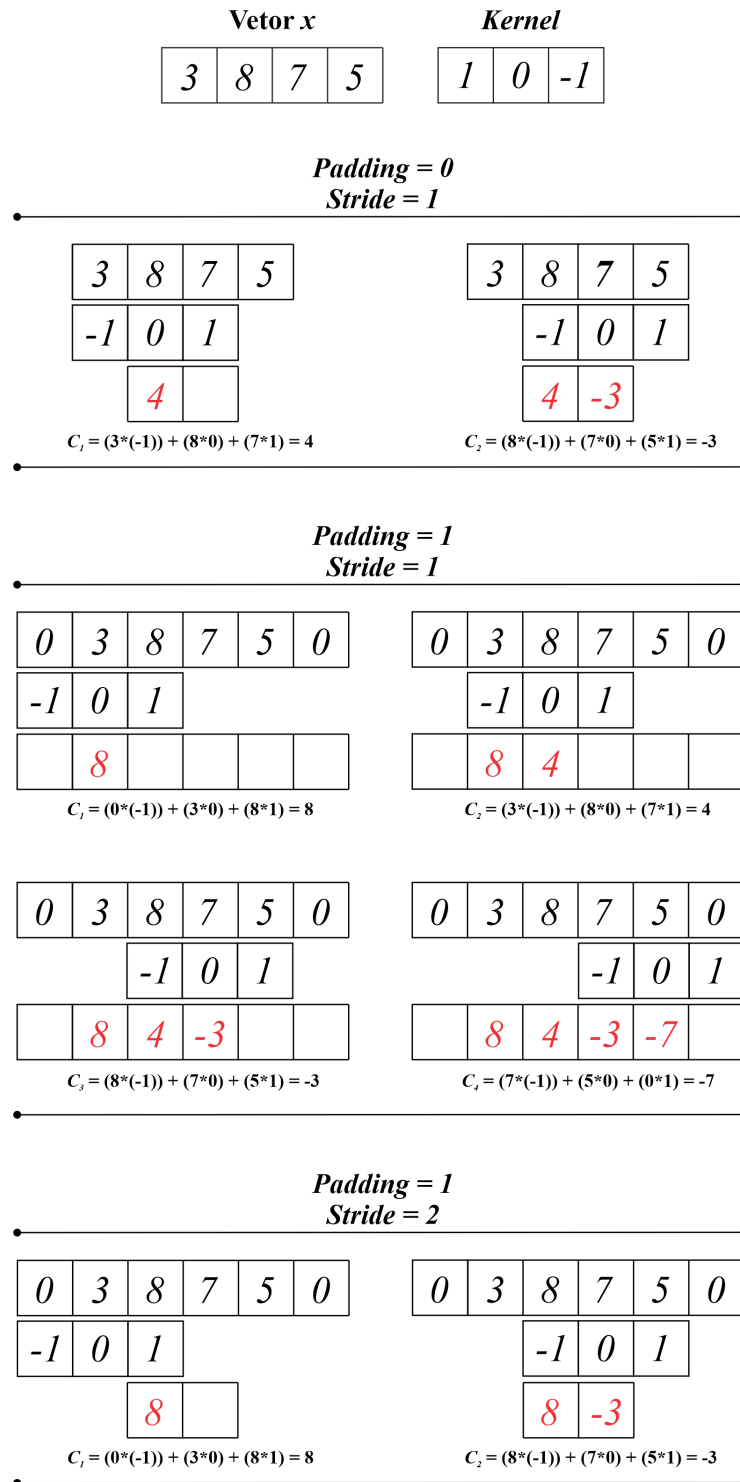 Vetor x Kernel
3 8 7 5 1 0 -1
Padding = 0
Stride = 1
3 8 7 5 3 8 7 5
-1 0 1 -1 0 1
4 4 -3
C₁ = (3*(-1)) + (8*0) + (7*1) = 4 C₂ = (8*(-1)) + (7*0) + (5*1) = -3
Padding = 1
Stride = 1
0 3 8 7 5 0 0 3 8 7 5 0
-1 0 1 -1 0 1
8 8 4
C₁ = (0*(-1)) + (3*0) + (8*1) = 8 C₂ = (3*(-1)) + (8*0) + (7*1) = 4
0 3 8 7 5 0 0 3 8 7 5 0
-1 0 1 -1 0 1
8 4 -3 8 4 -3 -7
C₃ = (8*(-1)) + (7*0) + (5*1) = -3 C₄ = (7*(-1)) + (5*0) + (0*1) = -7
Padding = 1
Stride = 2
0 3 8 7 5 0 0 3 8 7 5 0
-1 0 1 -1 0 1
8 8 -3
C₁ = (0*(-1)) + (3*0) + (8*1) = 8 C₂ = (8*(-1)) + (7*0) + (5*1) = -3